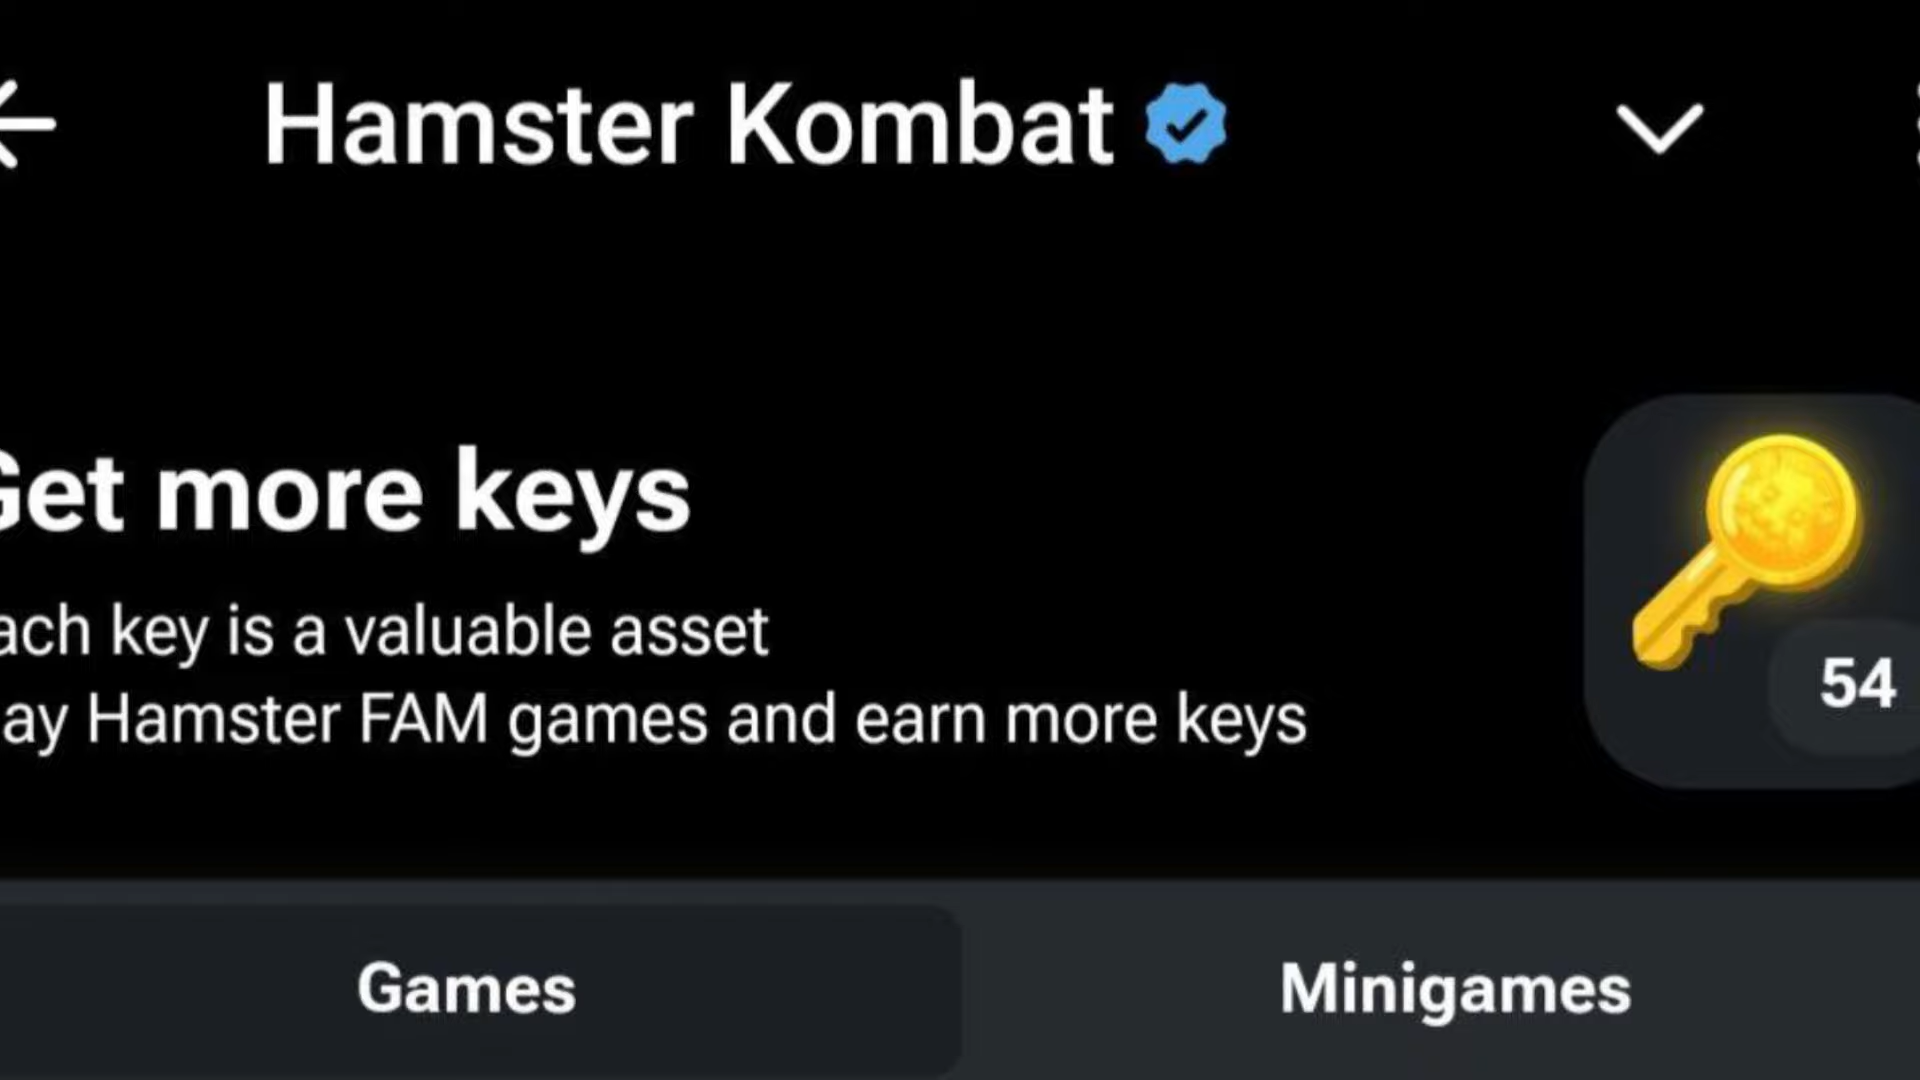 Hamster Kombat
Get more keys
ach key is a valuable asset
ay Hamster FAM games and earn more keys
54
Games
Minigames